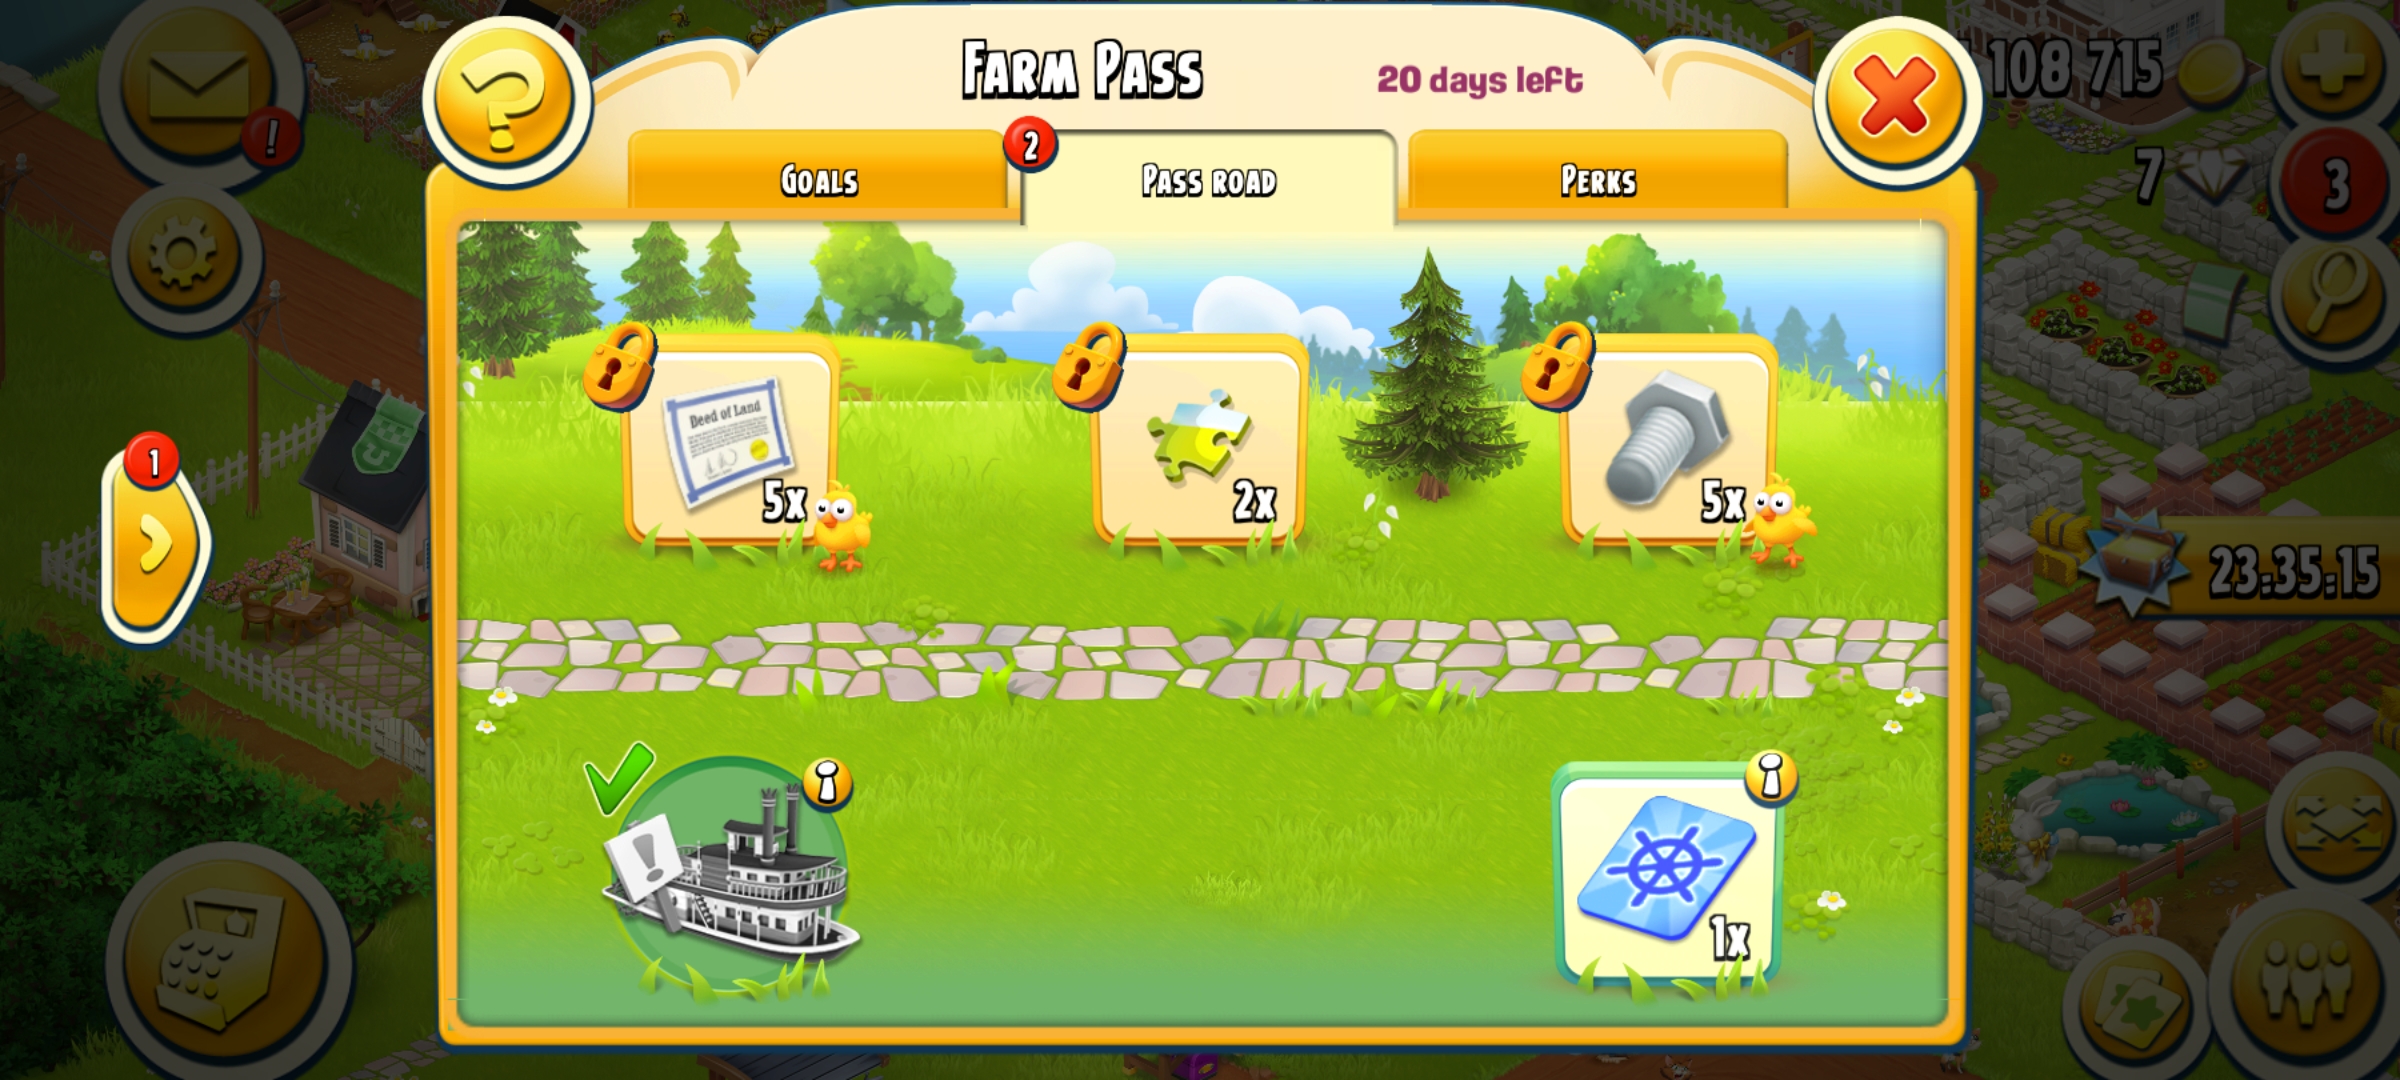 FARM PASS
20 days left
108 715
!
2
GOALS
PASS ROAD
PERKS
7
3
Deed of Land
5x
2x
5x
1
23:35:15
!
i
i
1x